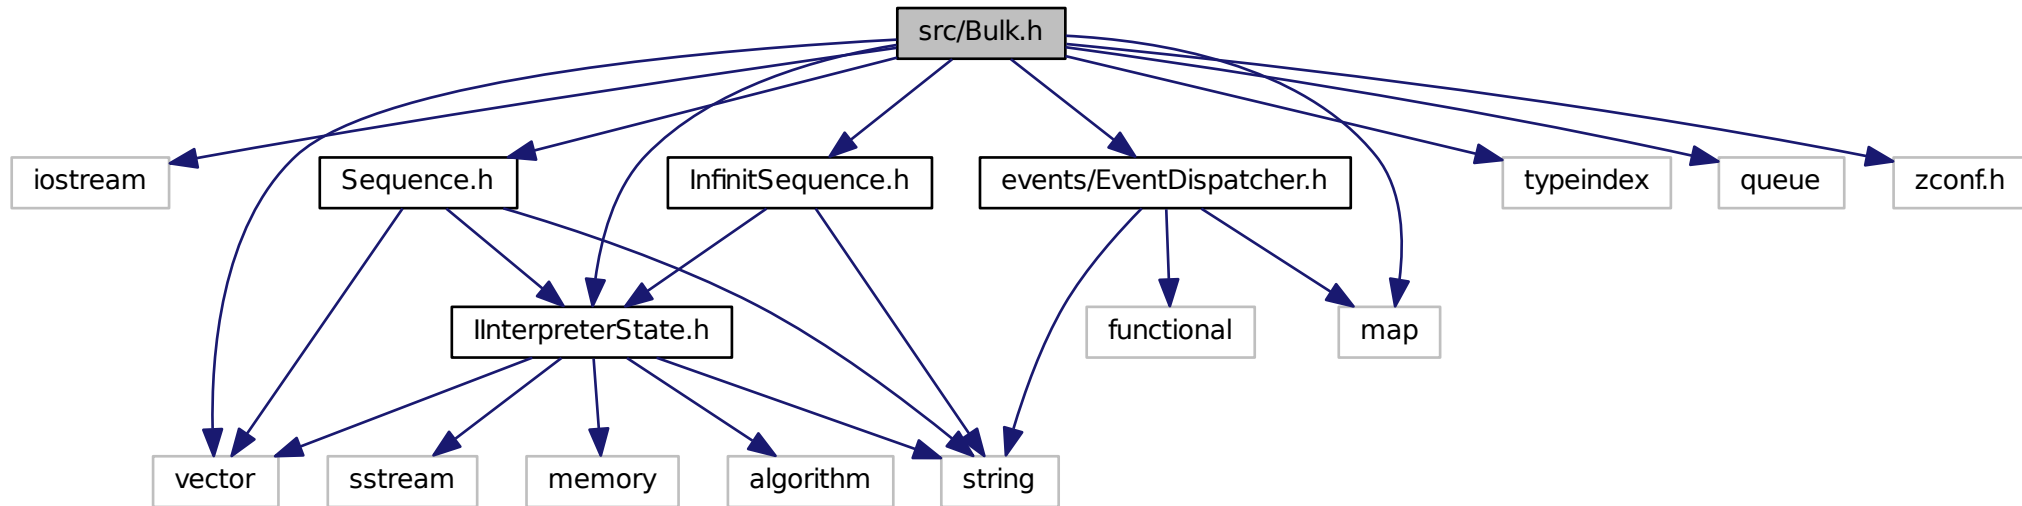 src/Bulk.h
iostream
Sequence.h
InfinitSequence.h
events/EventDispatcher.h
typeindex
queue
zconf.h
IInterpreterState.h
functional
map
vector
sstream
memory
algorithm
string